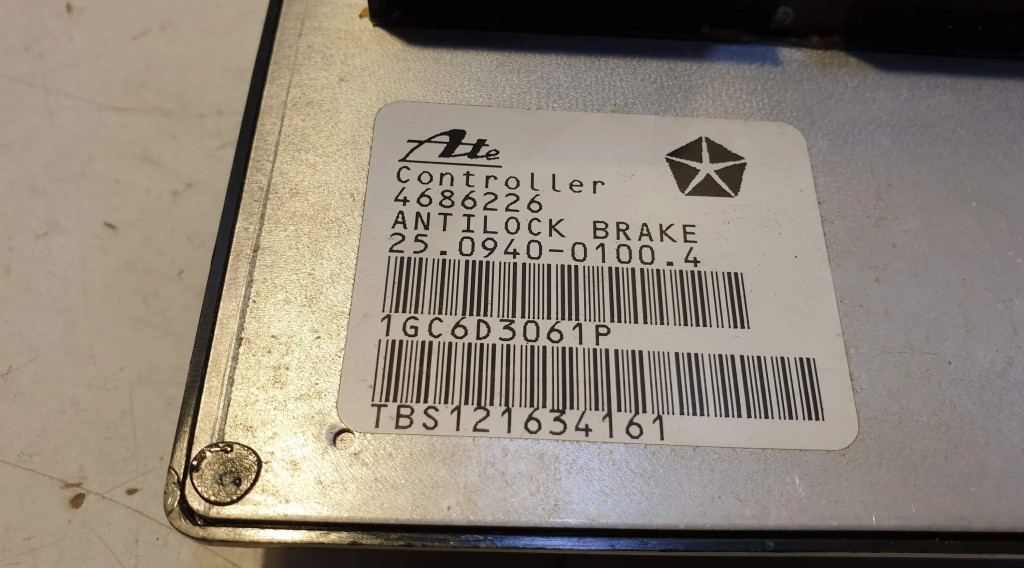 Ate
Controller
4686226
ANTILOCK BRAKE
25.0940-0100.4
1GC6D3061P
TBS121634161